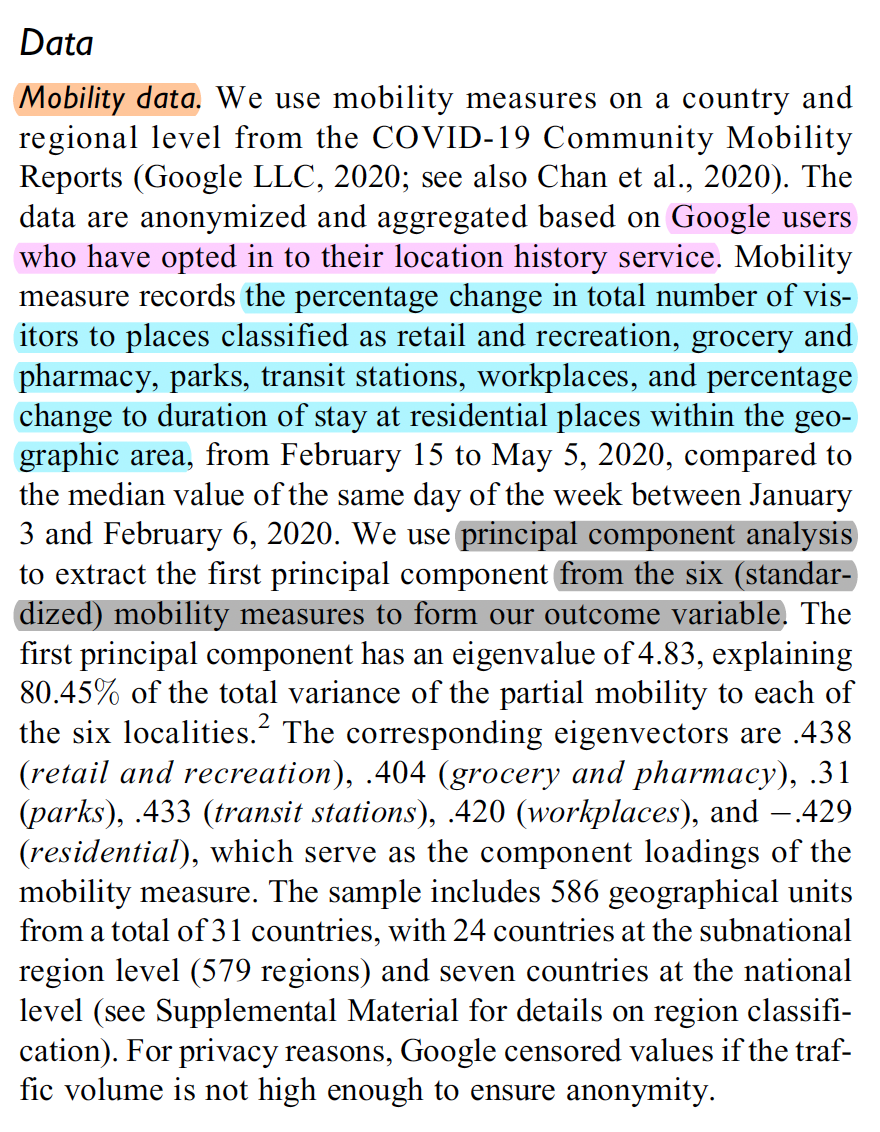 Data
Mobility data. We use mobility measures on a country and
regional level from the COVID-19 Community Mobility
Reports (Google LLC, 2020; see also Chan et al., 2020). The
data are anonymized and aggregated based on Google users
who have opted in to their location history service. Mobility
measure records the percentage change in total number of vis-
itors to places classified as retail and recreation, grocery and
pharmacy, parks, transit stations, workplaces, and percentage
change to duration of stay at residential places within the geo-
graphic area, from February 15 to May 5, 2020, compared to
the median value of the same day of the week between January
3 and February 6, 2020. We use principal component analysis
to extract the first principal component from the six (standar-
dized) mobility measures to form our outcome variable. The
first principal component has an eigenvalue of 4.83, explaining
80.45% of the total variance of the partial mobility to each of
the six localities.2 The corresponding eigenvectors are .438
(retail and recreation), .404 (grocery and pharmacy), .31
(parks), .433 (transit stations), .420 (workplaces), and −.429
(residential), which serve as the component loadings of the
mobility measure. The sample includes 586 geographical units
from a total of 31 countries, with 24 countries at the subnational
region level (579 regions) and seven countries at the national
level (see Supplemental Material for details on region classifi-
cation). For privacy reasons, Google censored values if the traf-
fic volume is not high enough to ensure anonymity.